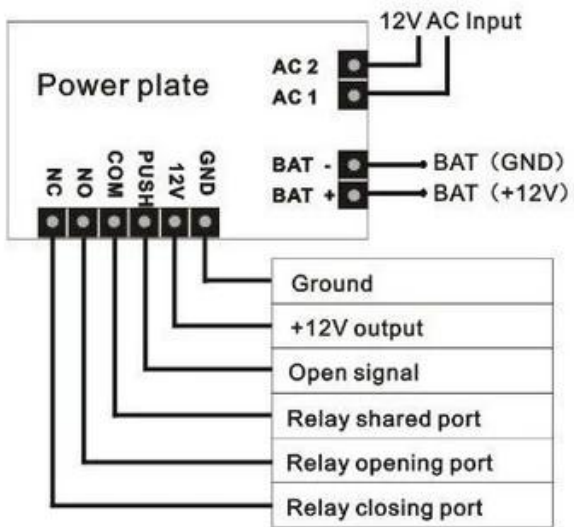 12V AC Input
Power plate
AC 2
AC 1
BAT -
BAT (GND)
BAT +
BAT (+12V)
NC
NO
COM
PUSH
12V
GND
Ground
+12V output
Open signal
Relay shared port
Relay opening port
Relay closing port